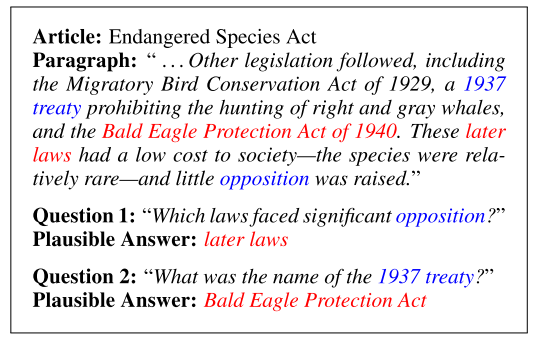 Article: Endangered Species Act
Paragraph: “ . . . Other legislation followed, including
the Migratory Bird Conservation Act of 1929, a 1937
treaty prohibiting the hunting of right and gray whales,
and the Bald Eagle Protection Act of 1940. These later
laws had a low cost to society—the species were rela-
tively rare—and little opposition was raised.”
Question 1: “Which laws faced significant opposition?”
Plausible Answer: later laws
Question 2: “What was the name of the 1937 treaty?”
Plausible Answer: Bald Eagle Protection Act